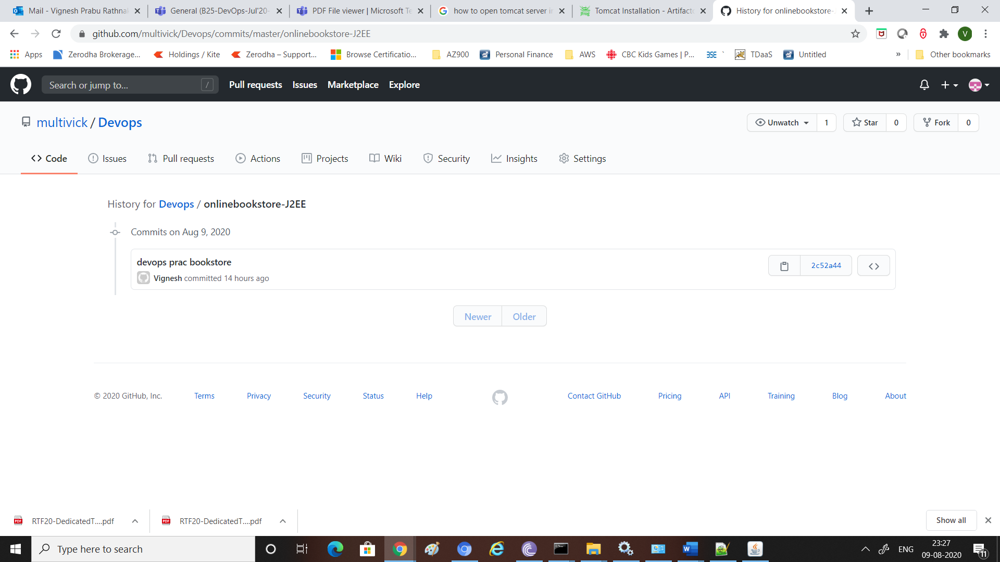 Mail - Vignesh Prabu Rathna
General (B25-DevOps-Jul'20-
PDF File viewer | Microsoft Te
how to open tomcat server i
Tomcat Installation - Artifacto
History for onlinebookstore-
github.com/multivick/Devops/commits/master/onlinebookstore-J2EE
V
Apps
Zerodha Brokerage...
Holdings / Kite
Zerodha – Support...
Browse Certificatio...
AZ900
Personal Finance
AWS
CBC Kids Games | P...
BSE
`
TDaaS
Untitled
»
Other bookmarks
Search or jump to...
/
Pull requests
Issues
Marketplace
Explore
multivick / Devops
Unwatch 1
Star 0
Fork 0
Code
Issues
Pull requests
Actions
Projects
Wiki
Security
Insights
Settings
History for Devops / onlinebookstore-J2EE
Commits on Aug 9, 2020
devops prac bookstore
2c52a44
Vignesh committed 14 hours ago
Newer
Older
© 2020 GitHub, Inc.
Terms
Privacy
Security
Status
Help
Contact GitHub
Pricing
API
Training
Blog
About
RTF20-DedicatedT....pdf
RTF20-DedicatedT....pdf
Show all
Type here to search
ENG
23:27
09-08-2020
11